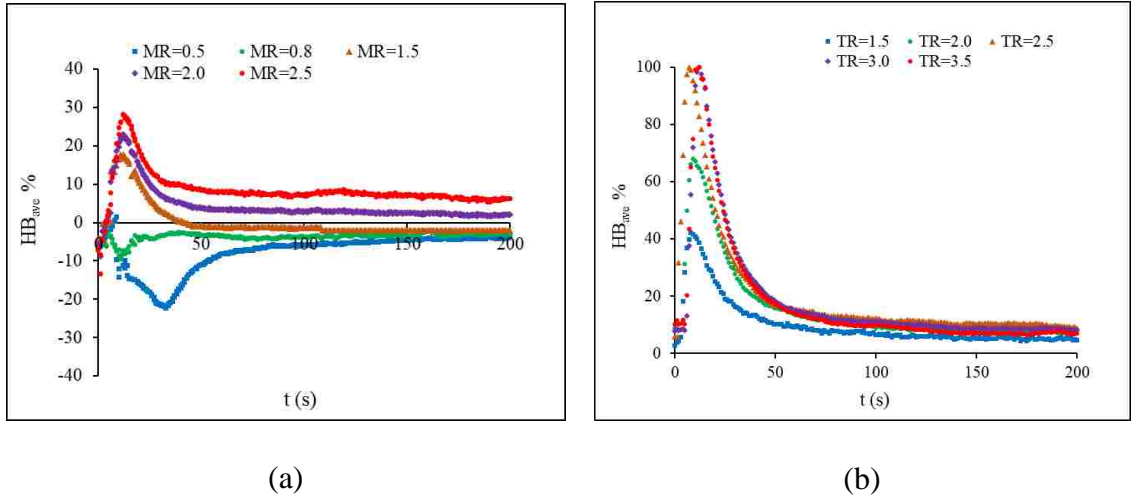 MR=0.5 MR=0.8 MR=1.5
MR=2.0 MR=2.5
40
30
20
10
0
-10
-20
-30
-40
0 50 100 150 200
HBave %
t (s)
(a)
TR=1.5 TR=2.0 TR=2.5
TR=3.0 TR=3.5
100
80
60
40
20
0
0 50 100 150 200
HBave %
t (s)
(b)